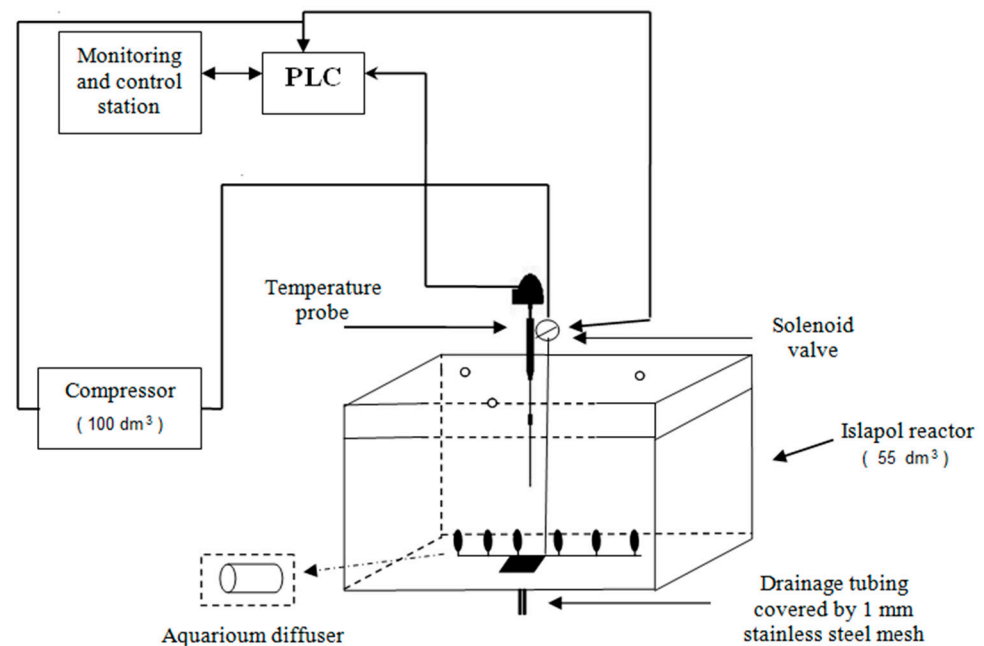 Monitoring
and control
station
PLC
Temperature
probe
Solenoid
valve
Compressor
( 100 dm³ )
Islapol reactor
( 55 dm³ )
Drainage tubing
covered by 1 mm
stainless steel mesh
Aquarioum diffuser